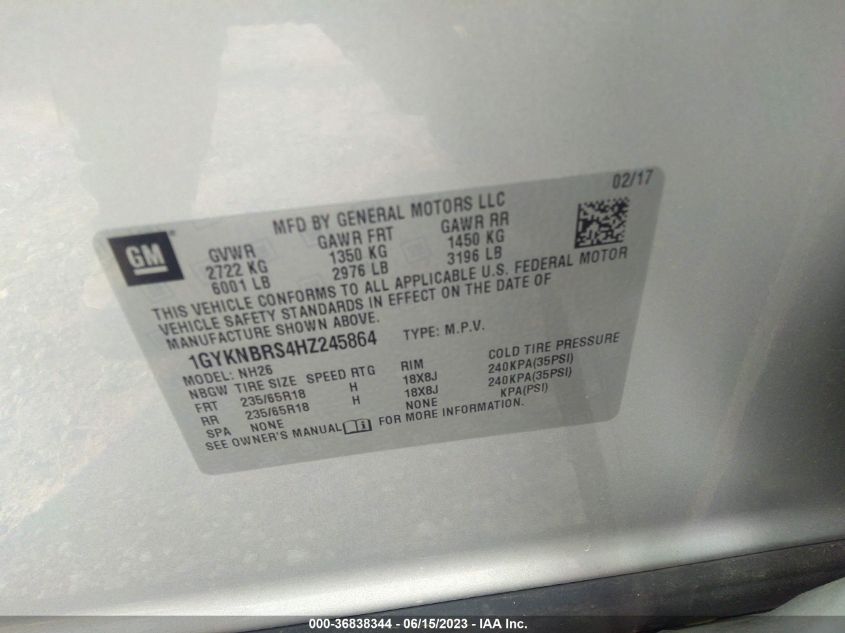 02/17
MFD BY GENERAL MOTORS LLC
GM
GVWR GAWR FRT GAWR RR
2722 KG 1350 KG 1450 KG
6001 LB 2976 LB 3196 LB
THIS VEHICLE CONFORMS TO ALL APPLICABLE U.S. FEDERAL MOTOR
VEHICLE SAFETY STANDARDS IN EFFECT ON THE DATE OF
MANUFACTURE SHOWN ABOVE.
1GYKNBRS4HZ245864 TYPE: M.P.V.
MODEL: NH26
NBGW TIRE SIZE SPEED RTG RIM COLD TIRE PRESSURE
FRT 235/65R18 H 18X8J 240KPA(35PSI)
RR 235/65R18 H 18X8J 240KPA(35PSI)
SPA NONE NONE KPA(PSI)
SEE OWNER'S MANUAL FOR MORE INFORMATION.
000-36838344 - 06/15/2023 - IAA Inc.